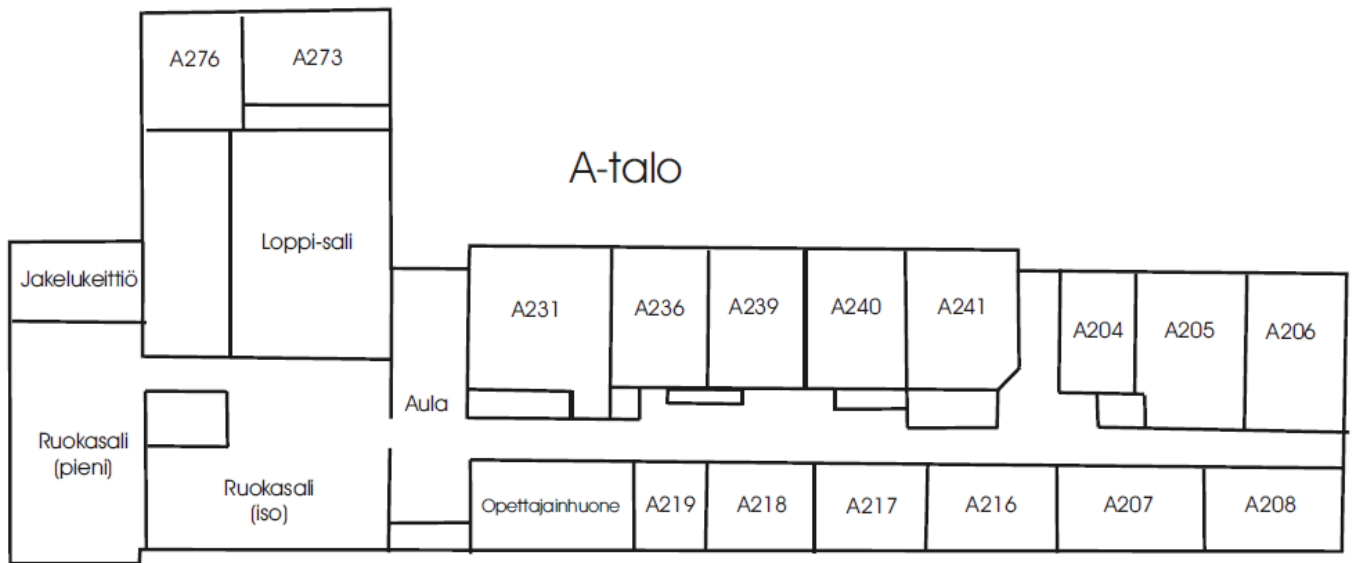 A276
A273
A-talo
Loppi-sali
Jakelukeittiö
A231
A236
A239
A240
A241
A204
A205
A206
Aula
Ruokasali
(pieni)
Ruokasali
(iso)
Opettajainhuone
A219
A218
A217
A216
A207
A208